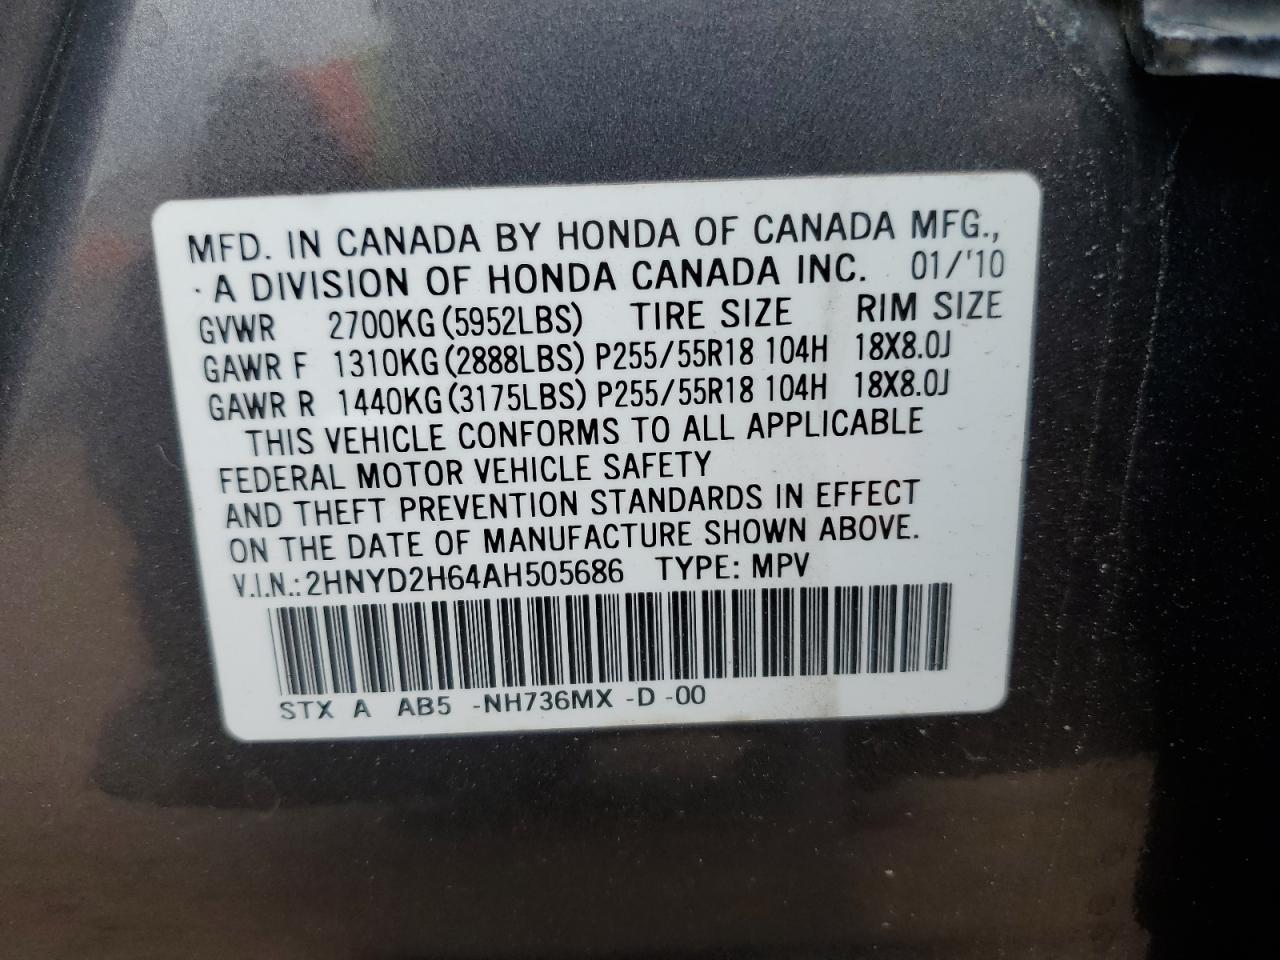 MFD. IN CANADA BY HONDA OF CANADA MFG.,
A DIVISION OF HONDA CANADA INC. 01/'10
GVWR 2700KG(5952LBS) TIRE SIZE RIM SIZE
GAWR F 1310KG(2888LBS) P255/55R18 104H 18X8.0J
GAWR R 1440KG(3175LBS) P255/55R18 104H 18X8.0J
THIS VEHICLE CONFORMS TO ALL APPLICABLE
FEDERAL MOTOR VEHICLE SAFETY
AND THEFT PREVENTION STANDARDS IN EFFECT
ON THE DATE OF MANUFACTURE SHOWN ABOVE.
V.I.N.: 2HNYD2H64AH505686 TYPE: MPV
STX A AB5 -NH736MX -D -00